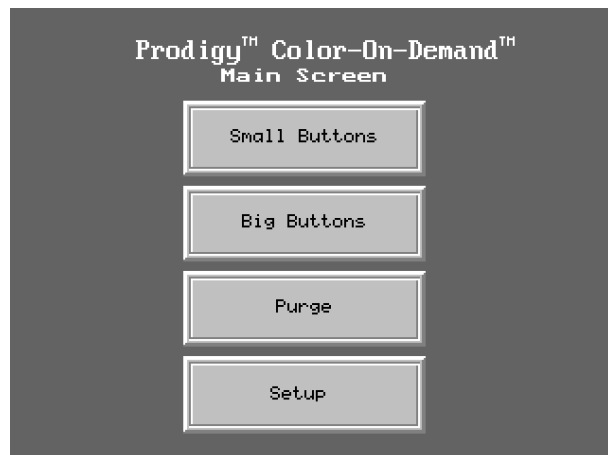 Prodigy™ Color-On-Demand™
Main Screen
Small Buttons
Big Buttons
Purge
Setup